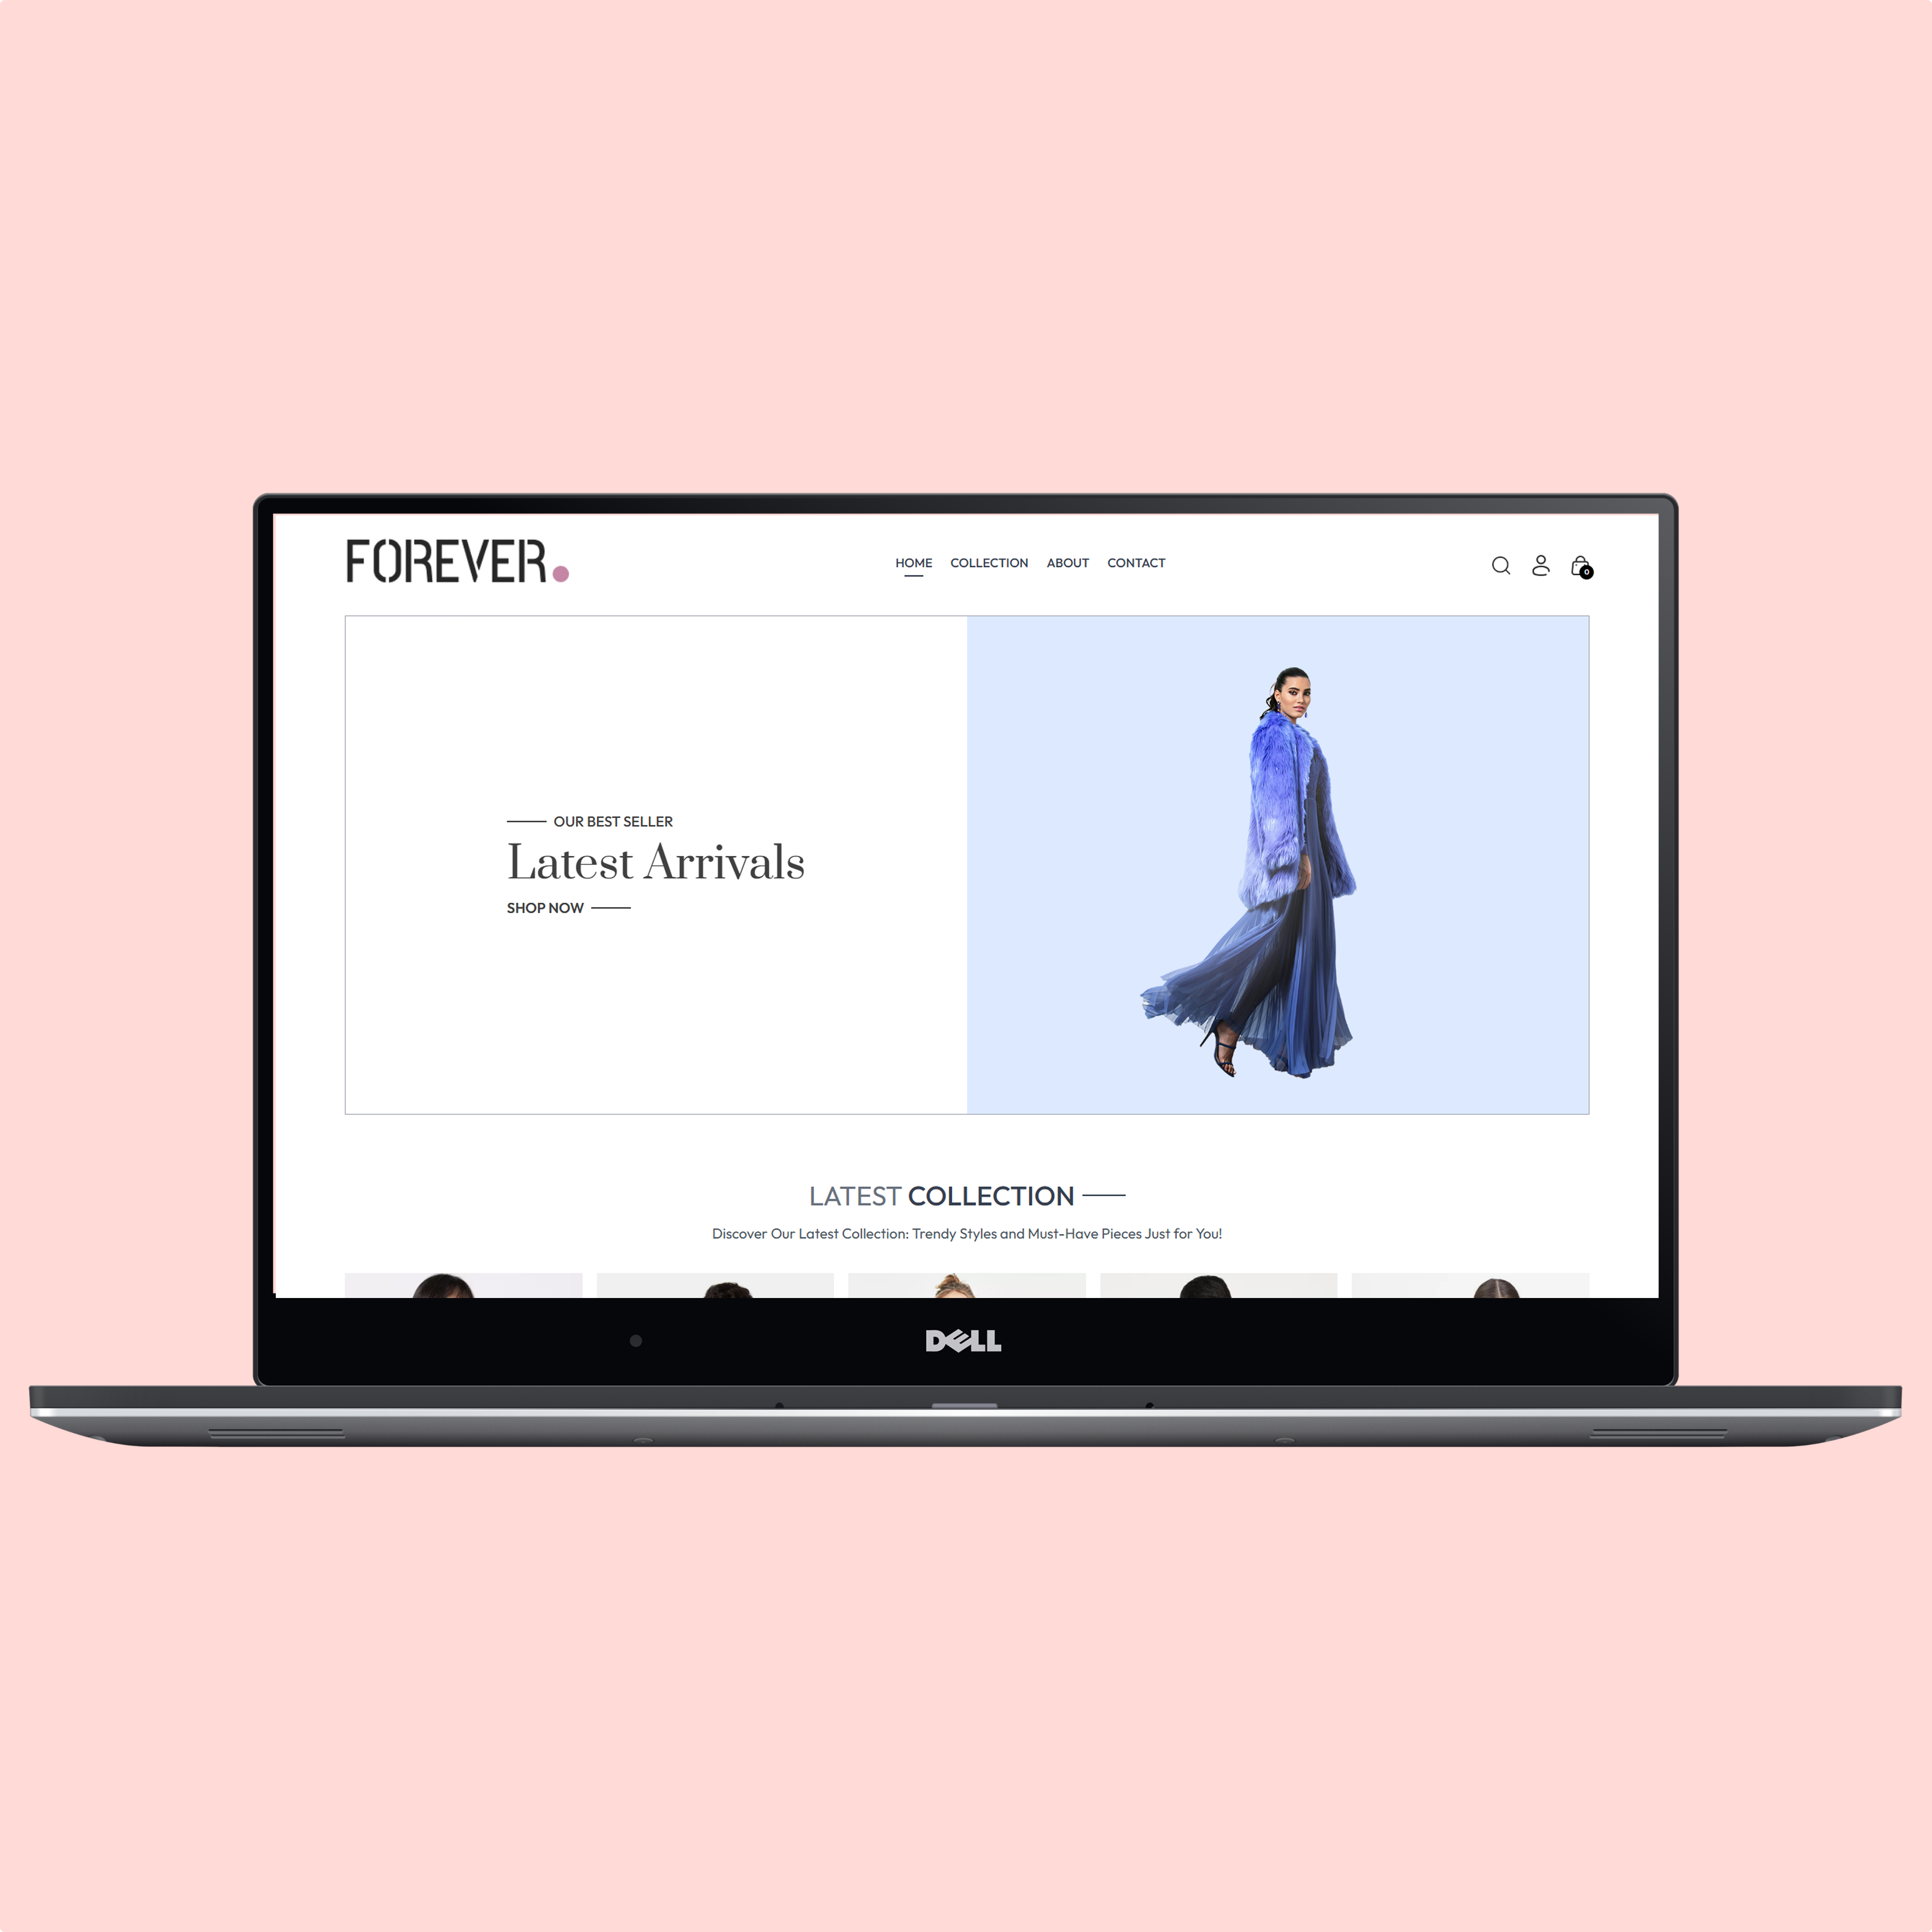 FOREVER.
HOME COLLECTION ABOUT CONTACT
0
OUR BEST SELLER
Latest Arrivals
SHOP NOW
LATEST COLLECTION
Discover Our Latest Collection: Trendy Styles and Must-Have Pieces Just for You!
DELL